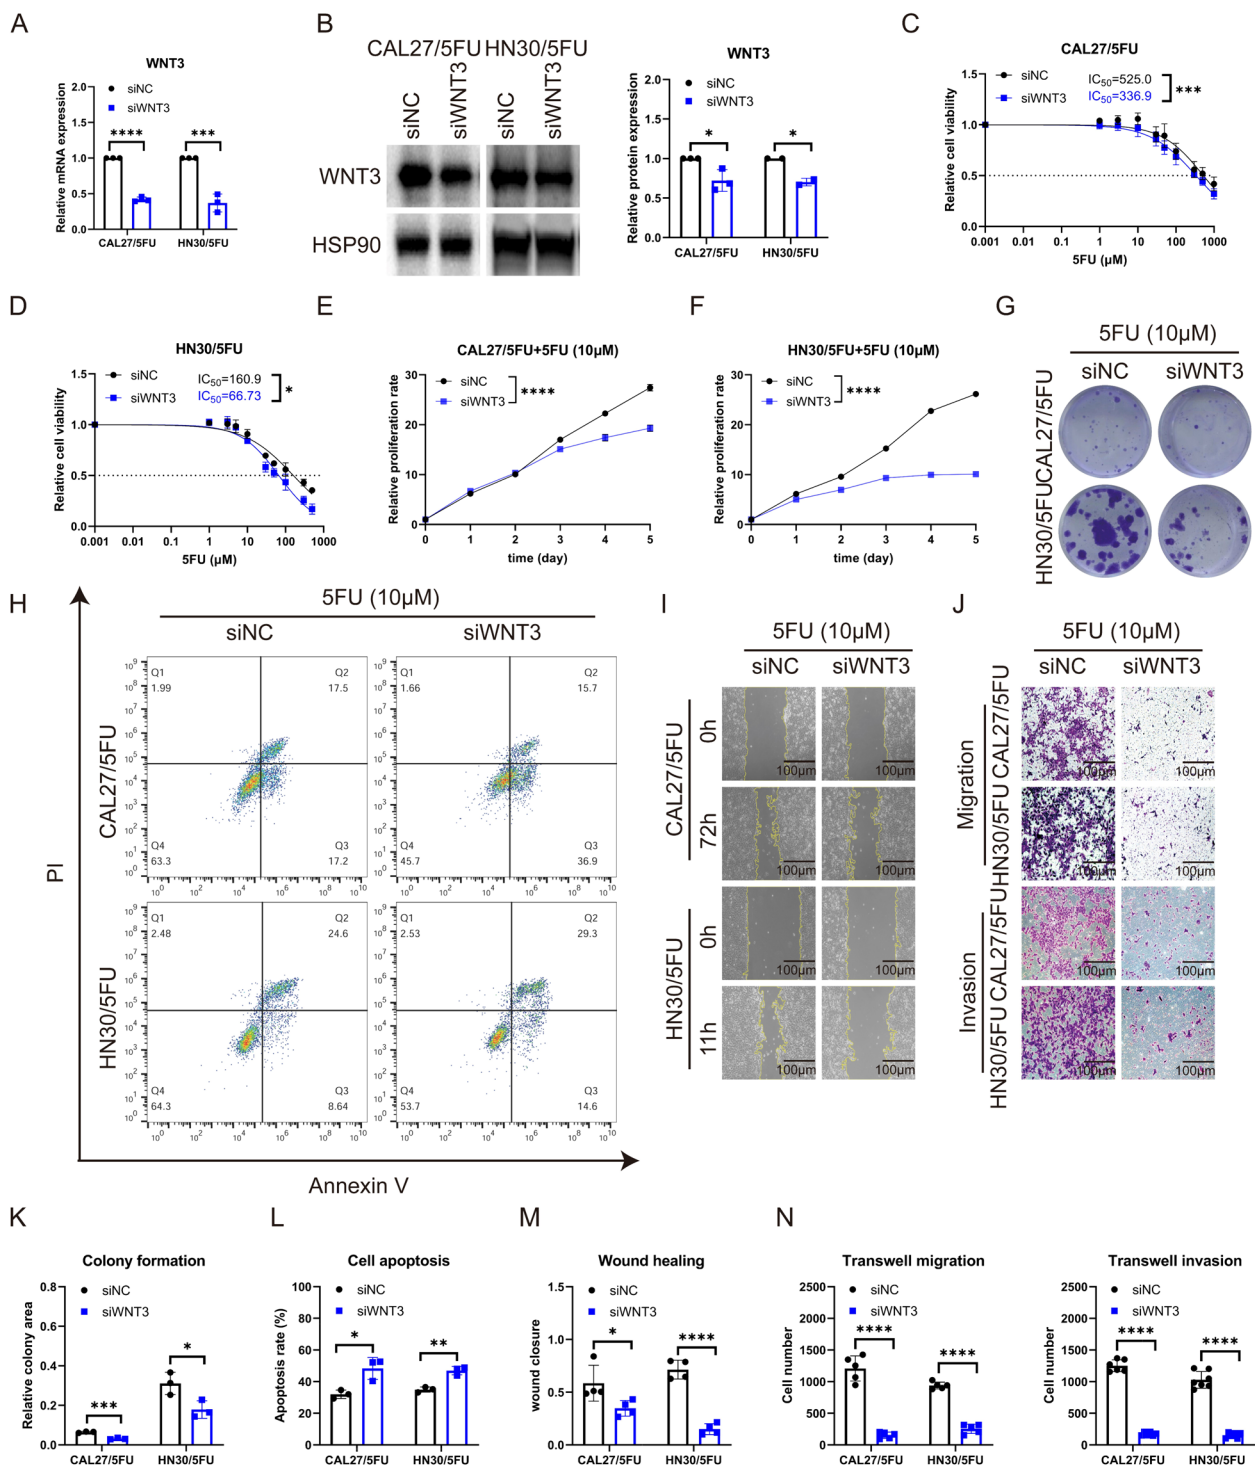 A
WNT3
siNC
siWNT3
Relative mRNA expression
2.0
1.5
1.0
0.5
0.0
****
***
CAL27/5FU
HN30/5FU
B
CAL27/5FU HN30/5FU
siNC
siWNT3
siNC
siWNT3
WNT3
HSP90
WNT3
siNC
siWNT3
Relative protein expression
2.0
1.5
1.0
0.5
0.0
*
*
CAL27/5FU
HN30/5FU
C
CAL27/5FU
siNC
siWNT3
IC50=525.0
IC50=336.9
***
Relative cell viability
1.5
1.0
0.5
0.0
0.001 0.01 0.1 1 10 100 1000
5FU (μM)
D
HN30/5FU
siNC
siWNT3
IC50=160.9
IC50=66.73
*
Relative cell viability
1.5
1.0
0.5
0.0
0.001 0.01 0.1 1 10 100 1000
5FU (μM)
E
CAL27/5FU+5FU (10μM)
siNC
siWNT3
****
Relative proliferation rate
30
20
10
0
0 1 2 3 4 5
time (day)
F
HN30/5FU+5FU (10μM)
siNC
siWNT3
****
Relative proliferation rate
30
20
10
0
0 1 2 3 4 5
time (day)
G
5FU (10μM)
siNC siWNT3
CAL27/5FU
HN30/5FU
H
5FU (10μM)
siNC siWNT3
CAL27/5FU
HN30/5FU
PI
Annexin V
Q1
1.99
Q2
17.5
Q4
63.3
Q3
17.2
Q1
1.66
Q2
15.7
Q4
45.7
Q3
36.9
Q1
2.48
Q2
24.6
Q4
64.3
Q3
8.64
Q1
2.53
Q2
29.3
Q4
53.7
Q3
14.6
I
5FU (10μM)
siNC siWNT3
CAL27/5FU
0h
100μm 100μm
72h
100μm 100μm
HN30/5FU
0h
100μm 100μm
11h
100μm 100μm
J
5FU (10μM)
siNC siWNT3
Migration
CAL27/5FU
100μm 100μm
HN30/5FU
100μm 100μm
Invasion
CAL27/5FU
100μm 100μm
HN30/5FU
100μm 100μm
K
Colony formation
siNC
siWNT3
Relative colony area
0.8
0.6
0.4
0.2
0.0
***
*
CAL27/5FU HN30/5FU
L
Cell apoptosis
siNC
siWNT3
Apoptosis rate (%)
100
80
60
40
20
0
*
**
CAL27/5FU HN30/5FU
M
Wound healing
siNC
siWNT3
wound closure
1.5
1.0
0.5
0.0
*
****
CAL27/5FU HN30/5FU
N
Transwell migration
siNC
siWNT3
Cell number
2500
2000
1500
1000
500
0
****
****
CAL27/5FU HN30/5FU
Transwell invasion
siNC
siWNT3
Cell number
2500
2000
1500
1000
500
0
****
****
CAL27/5FU HN30/5FU